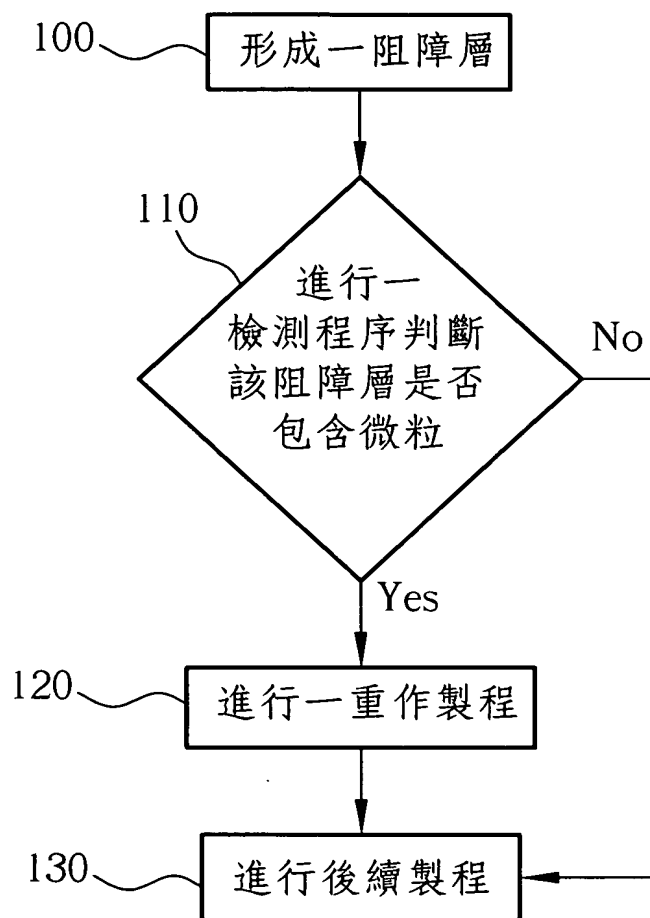 100
形成一阻障層
110
進行一
檢測程序判斷
該阻障層是否
包含微粒
No
Yes
120
進行一重作製程
130
進行後續製程